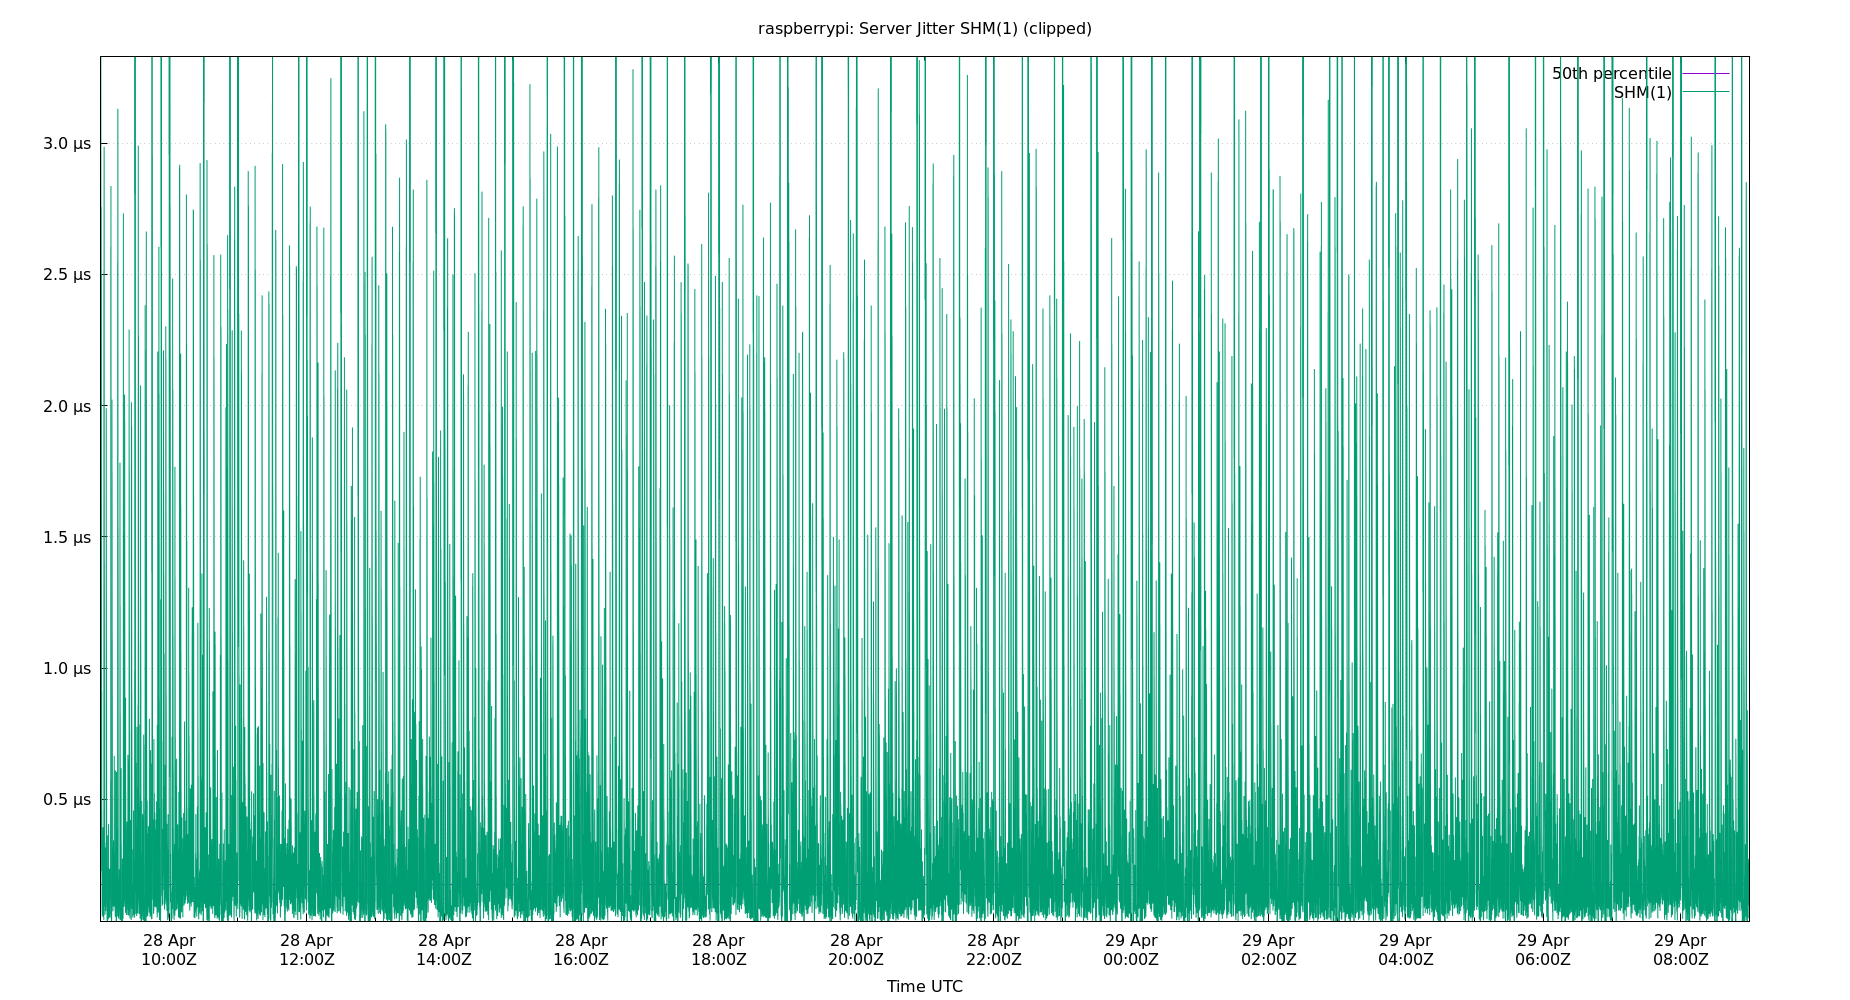 raspberrypi: Server Jitter SHM(1) (clipped)
50th percentile
SHM(1)
3.0 µs
2.5 µs
2.0 µs
1.5 µs
1.0 µs
0.5 µs
28 Apr 28 Apr 28 Apr 28 Apr 28 Apr 28 Apr 28 Apr 29 Apr 29 Apr 29 Apr 29 Apr 29 Apr
10:00Z 12:00Z 14:00Z 16:00Z 18:00Z 20:00Z 22:00Z 00:00Z 02:00Z 04:00Z 06:00Z 08:00Z
Time UTC